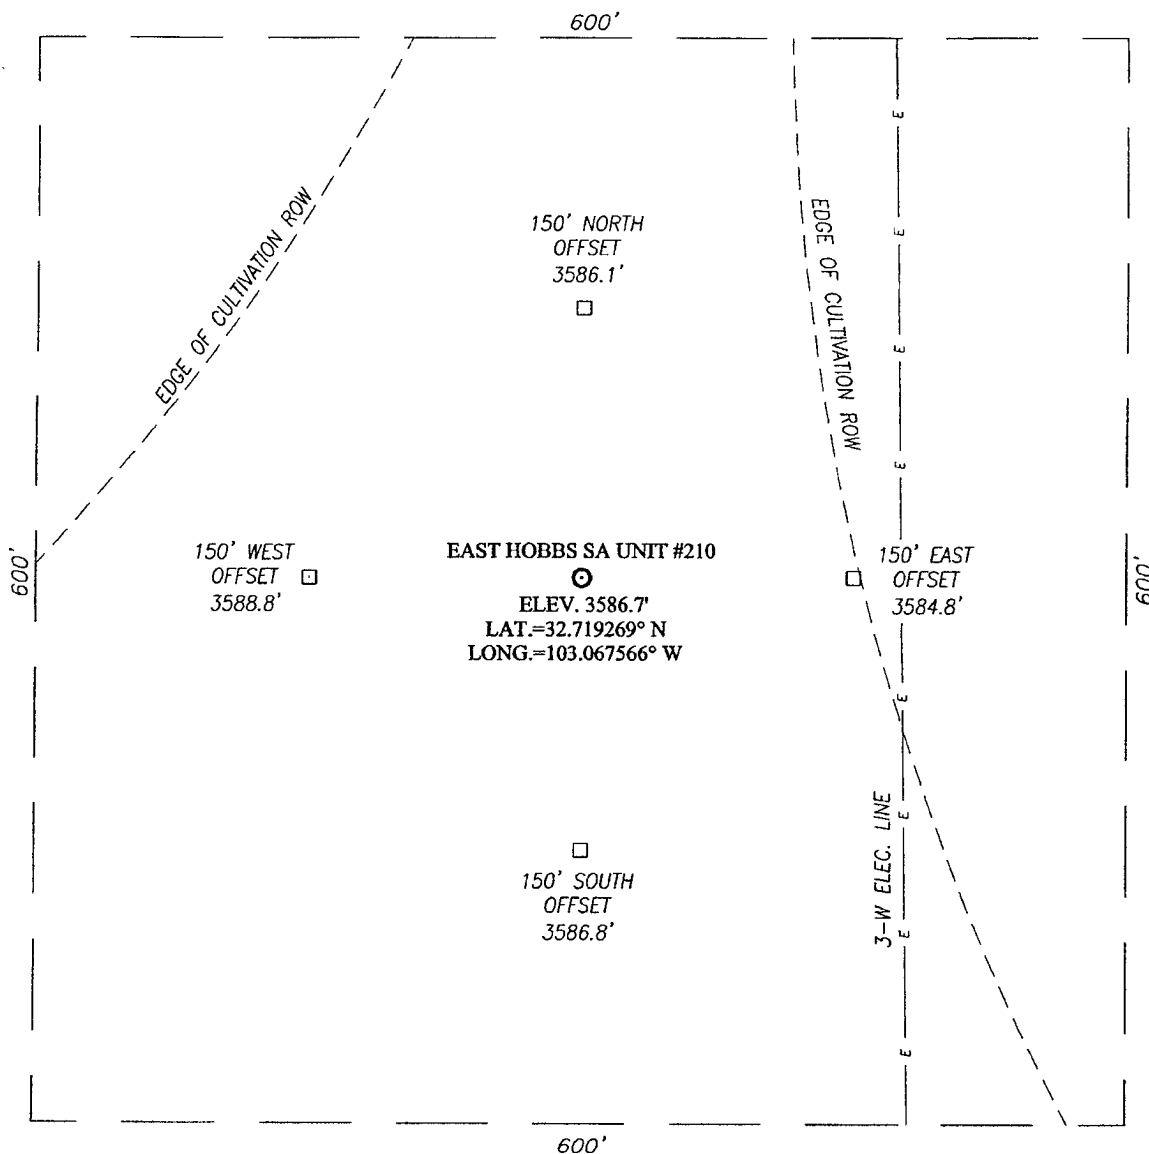 600'
EDGE OF CULTIVATION ROW
150' NORTH
OFFSET
3586.1'
EDGE OF CULTIVATION ROW
E
E
E
E
600'
150' WEST
OFFSET
3588.8'
EAST HOBBS SA UNIT #210
ELEV. 3586.7'
LAT.=32.719269° N
LONG.=103.067566° W
150' EAST
OFFSET
3584.8'
600'
E
150' SOUTH
OFFSET
3586.8'
3-W ELEC. LINE
E
E
E
600'